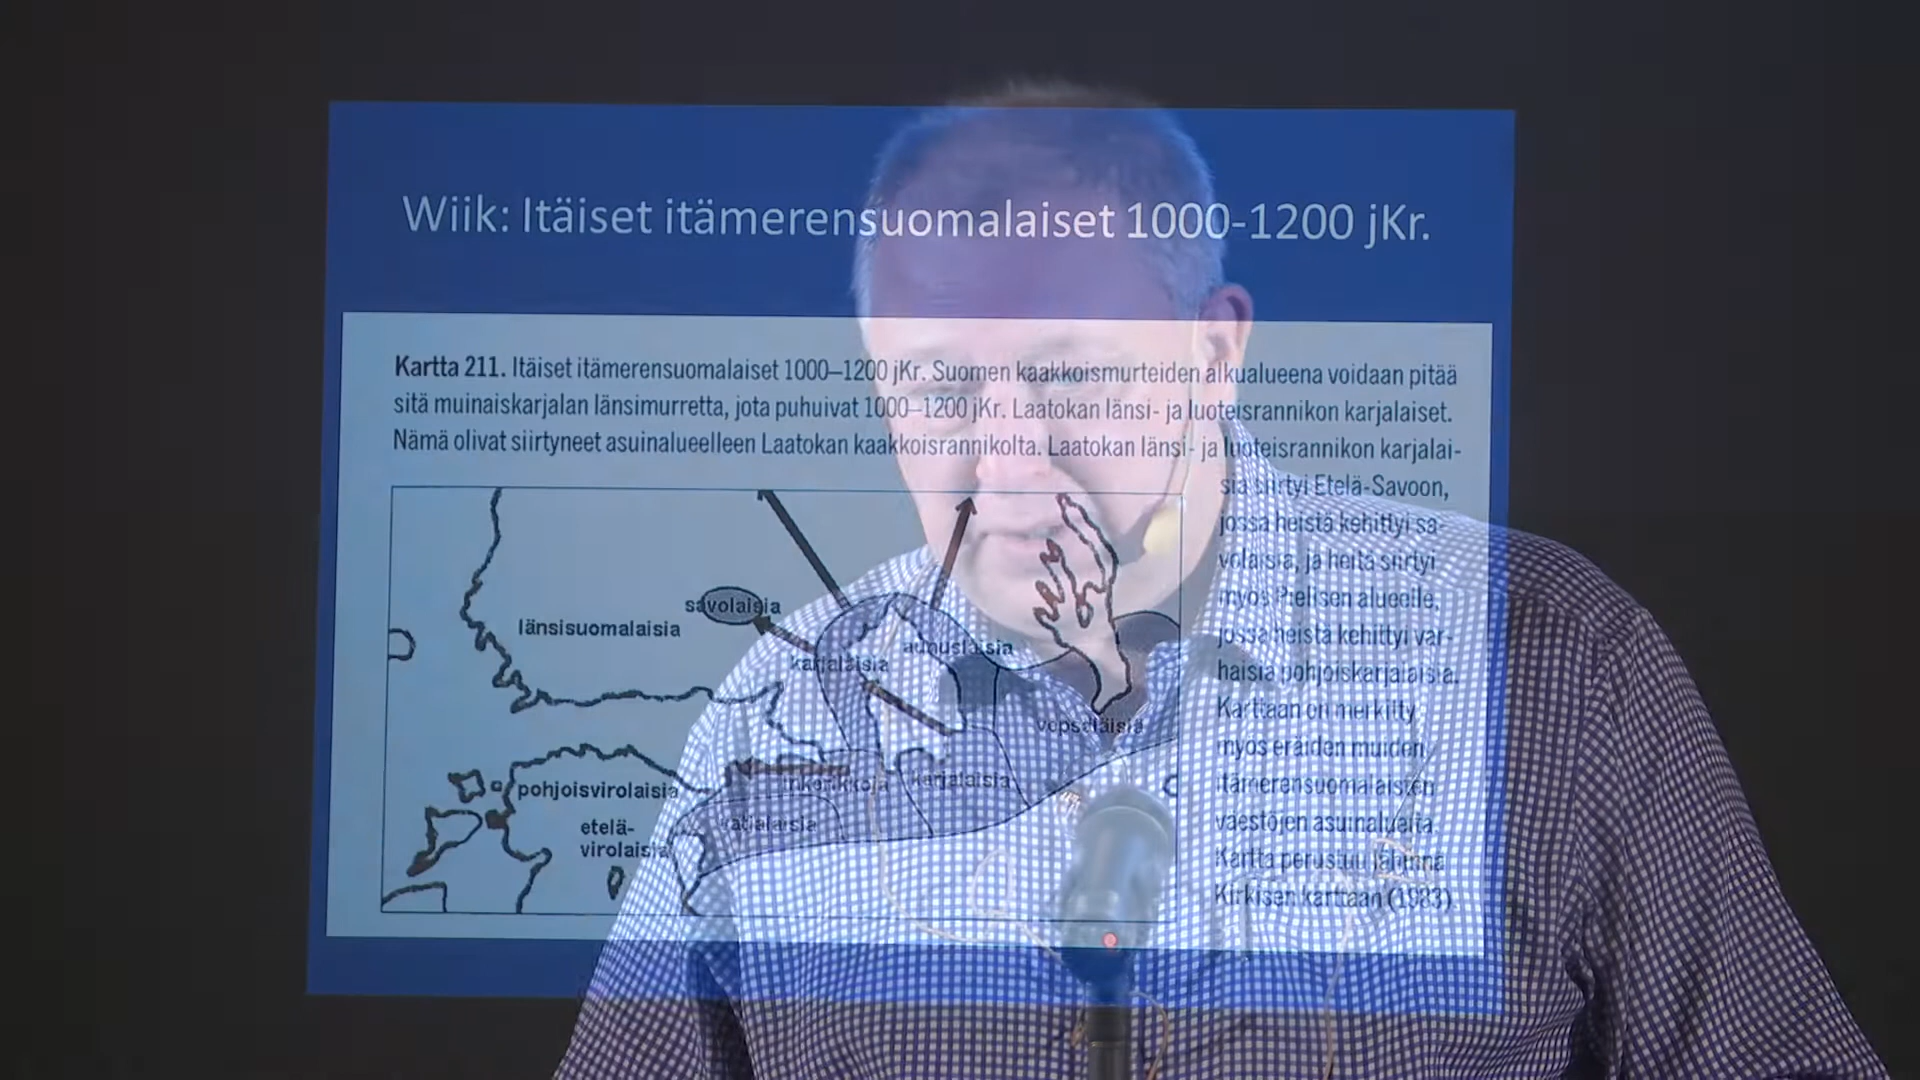 Wiik: Itäiset itämerensuomalaiset 1000-1200 jKr.
Kartta 211. Itäiset itämerensuomalaiset 1000–1200 jKr. Suomen kaakkoismurteiden alkualueena voidaan pitää
sitä muinaiskarjalan länsimurretta, jota puhuivat 1000–1200 jKr. Laatokan länsi- ja luoteisrannikon karjalaiset.
Nämä olivat siirtyneet asuinalueelleen Laatokan kaakkoisrannikolta. Laatokan länsi- ja luoteisrannikon karjalai-
sia siirtyi Etelä-Savoon,
jossa heistä kehittyi sa-
volaisia, ja heitä siirtyi
myös Pielisen alueelle,
jossa heistä kehittyi var-
haisia pohjoiskarjalaisia.
Karttaan on merkitty
myös eräiden muiden
itämerensuomalaisten
väestöjen asuinalueita.
Kartta perustuu lähinnä
Kirkisen karttaan (1983).
savolaisia
länsisuomalaisia
aunuslaisia
karjalaisia
vepsäläisiä
inkerikkoja
karjalaisia
pohjoisvirolaisia
vatjalaisia
etelä-
virolaisia